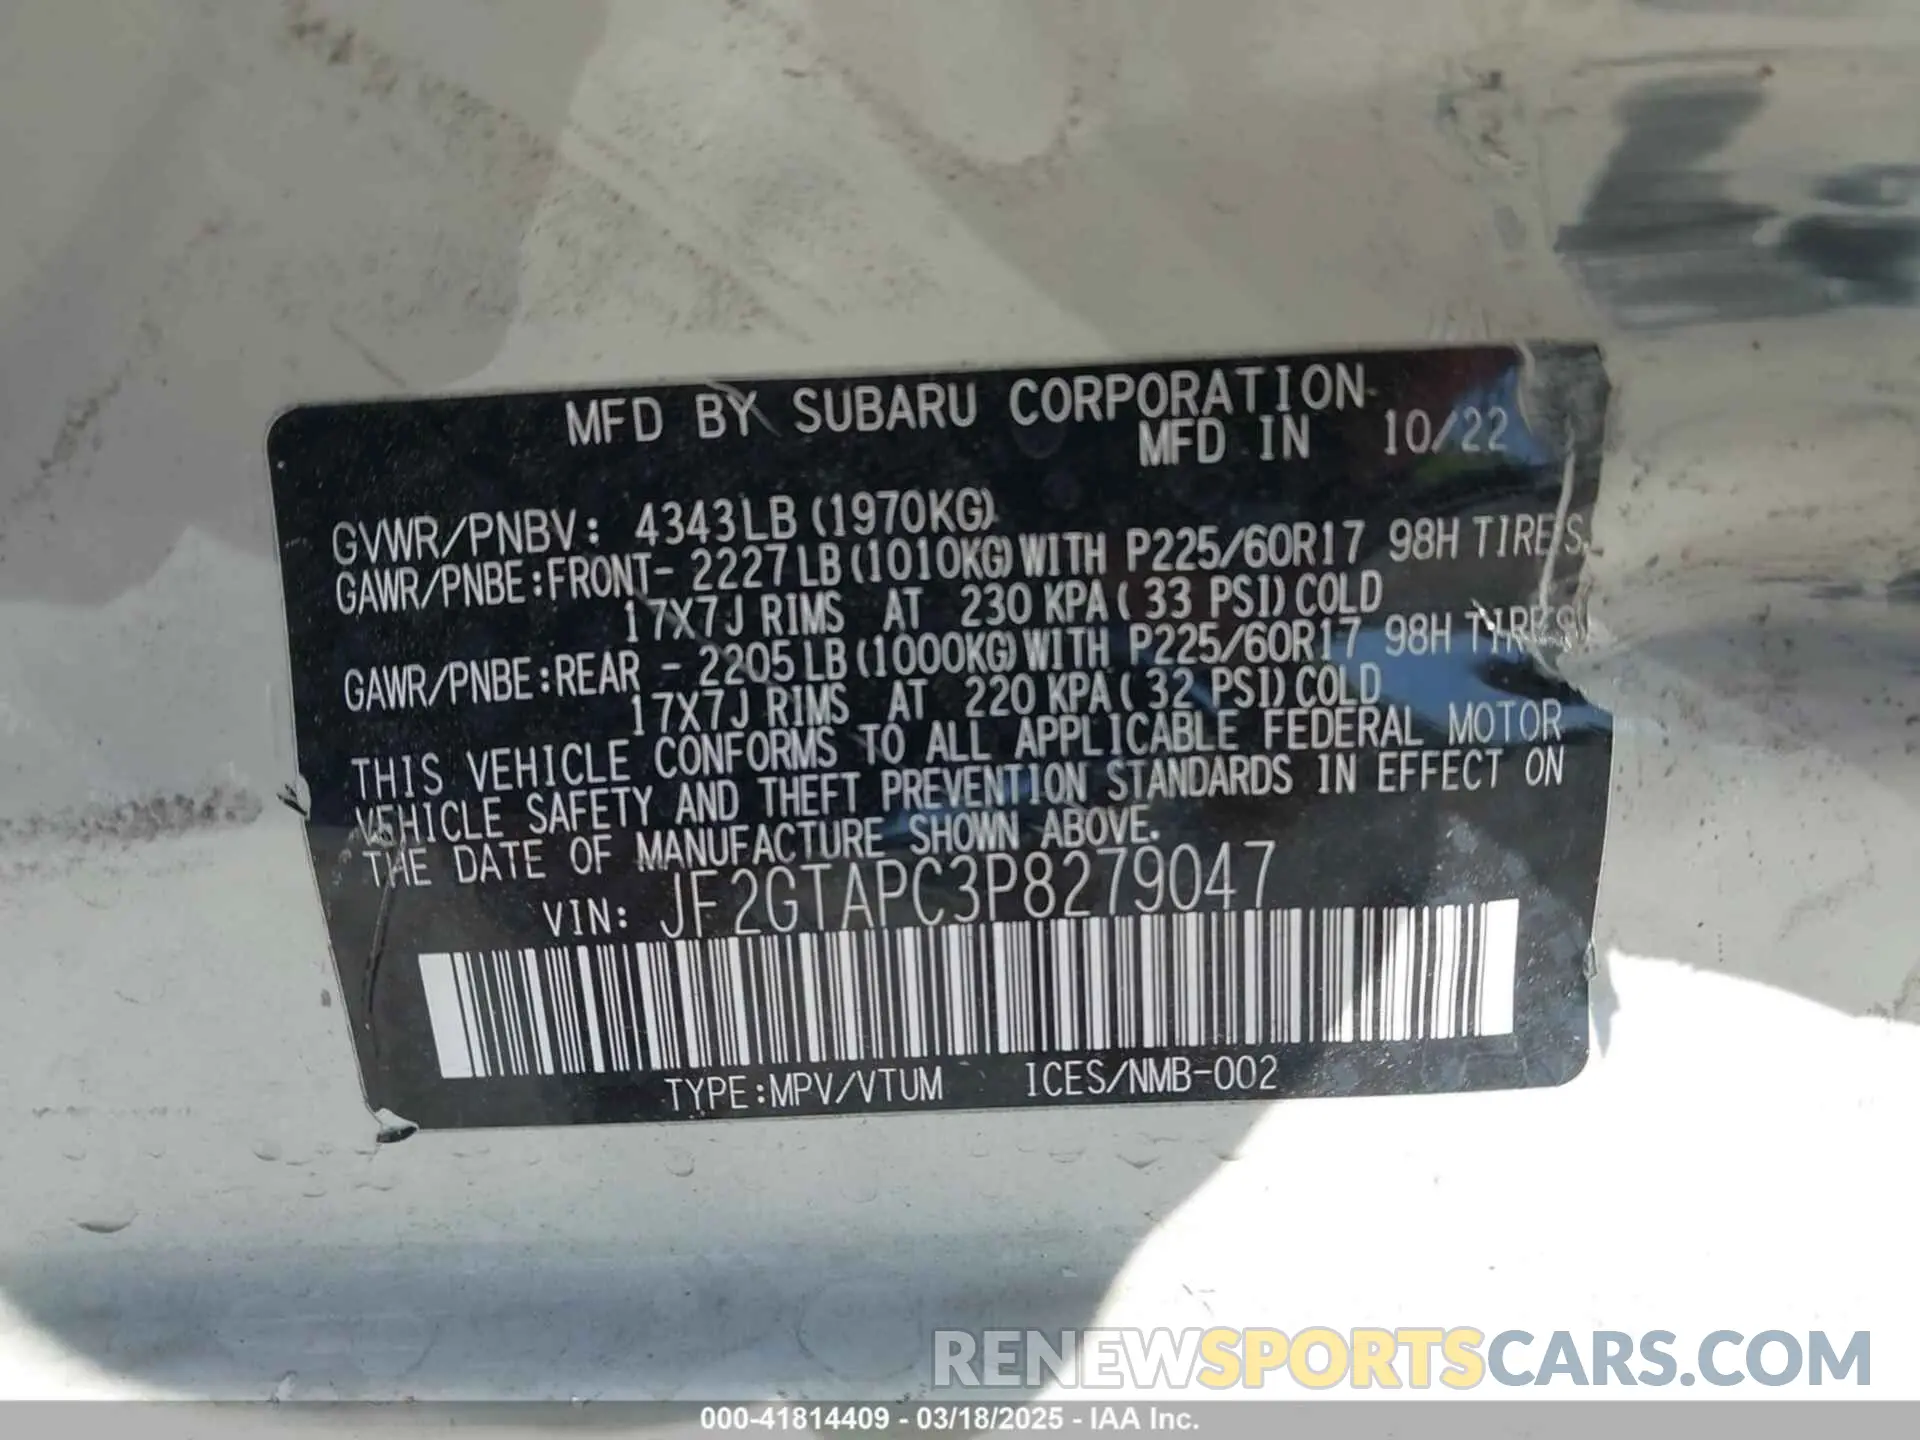 MFD BY SUBARU CORPORATION
MFD IN 10/22
GVWR/PNBV: 4343LB (1970KG)
GAWR/PNBE:FRONT- 2227LB (1010KG) WITH P225/60R17 98H TIRES,
17X7J RIMS AT 230 KPA ( 33 PSI) COLD
GAWR/PNBE:REAR - 2205LB (1000KG) WITH P225/60R17 98H TIRES,
17X7J RIMS AT 220 KPA ( 32 PSI) COLD
THIS VEHICLE CONFORMS TO ALL APPLICABLE FEDERAL MOTOR
VEHICLE SAFETY AND THEFT PREVENTION STANDARDS IN EFFECT ON
THE DATE OF MANUFACTURE SHOWN ABOVE.
VIN: JF2GTAPC3P8279047
TYPE:MPV/VTUM ICES/NMB-002
RENEWSPORTSCARS.COM
000-41814409 - 03/18/2025 - IAA Inc.